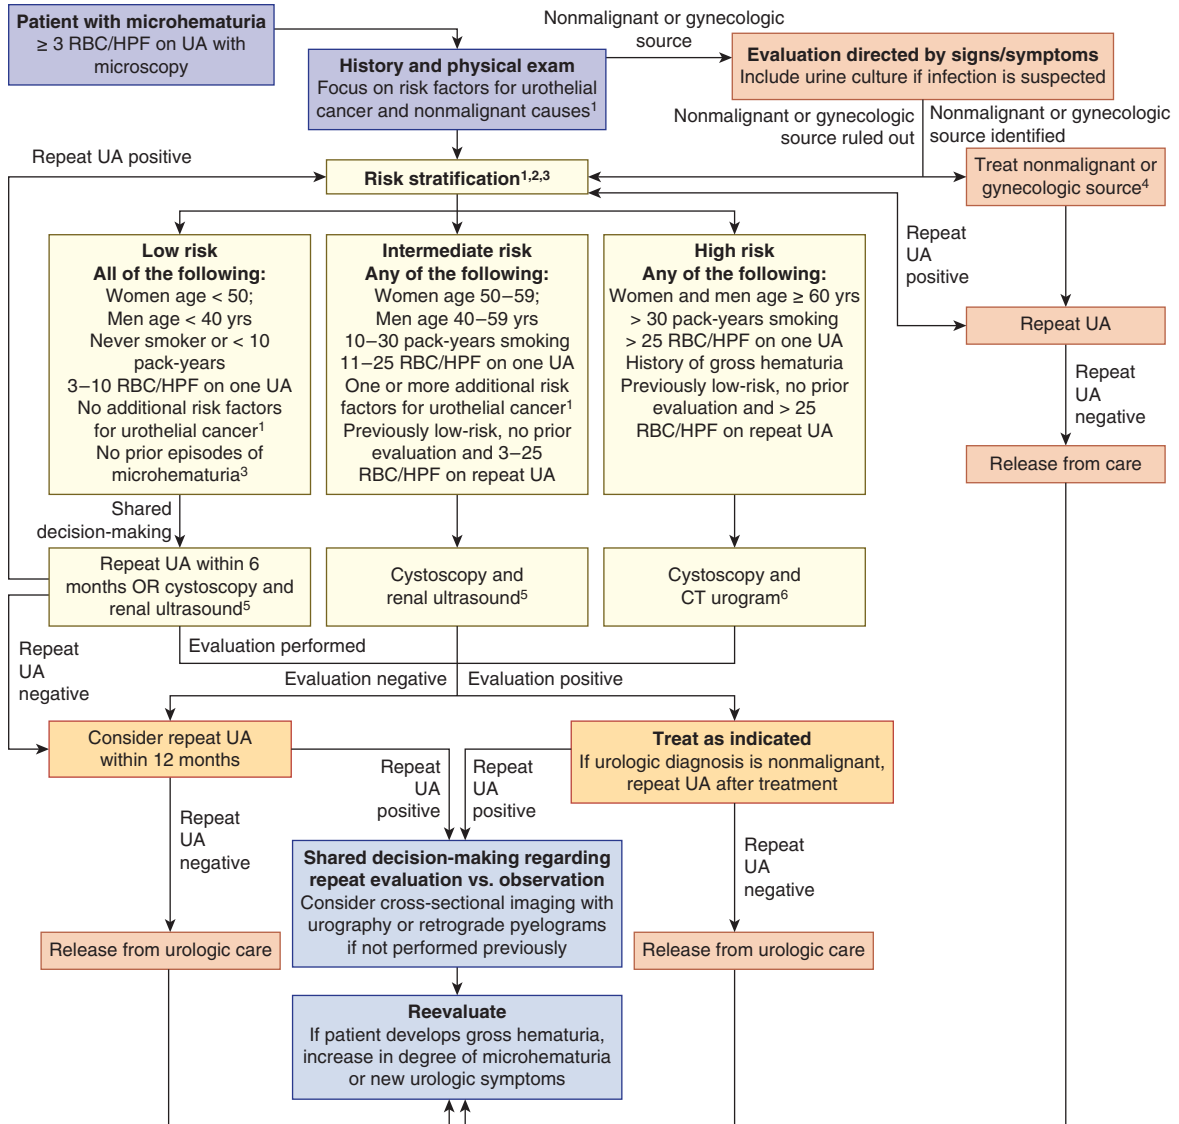 Patient with microhematuria
≥ 3 RBC/HPF on UA with
microscopy
Nonmalignant or gynecologic
source
History and physical exam
Focus on risk factors for urothelial
cancer and nonmalignant causes1
Evaluation directed by signs/symptoms
Include urine culture if infection is suspected
Nonmalignant or gynecologic
source ruled out
Nonmalignant or gynecologic
source identified
Repeat UA positive
Risk stratification1,2,3
Treat nonmalignant or
gynecologic source4
Low risk
All of the following:
Women age < 50;
Men age < 40 yrs
Never smoker or < 10
pack-years
3–10 RBC/HPF on one UA
No additional risk factors
for urothelial cancer1
No prior episodes of
microhematuria3
Intermediate risk
Any of the following:
Women age 50–59;
Men age 40–59 yrs
10–30 pack-years smoking
11–25 RBC/HPF on one UA
One or more additional risk
factors for urothelial cancer1
Previously low-risk, no prior
evaluation and 3–25
RBC/HPF on repeat UA
High risk
Any of the following:
Women and men age ≥ 60 yrs
> 30 pack-years smoking
> 25 RBC/HPF on one UA
History of gross hematuria
Previously low-risk, no prior
evaluation and > 25
RBC/HPF on repeat UA
Repeat
UA
positive
Repeat UA
Repeat
UA
negative
Release from care
Shared
decision-making
Repeat UA within 6
months OR cystoscopy and
renal ultrasound5
Cystoscopy and
renal ultrasound5
Cystoscopy and
CT urogram6
Repeat
UA
negative
Evaluation performed
Evaluation negative
Evaluation positive
Consider repeat UA
within 12 months
Treat as indicated
If urologic diagnosis is nonmalignant,
repeat UA after treatment
Repeat
UA
positive
Repeat
UA
positive
Repeat
UA
negative
Repeat
UA
negative
Shared decision-making regarding
repeat evaluation vs. observation
Consider cross-sectional imaging with
urography or retrograde pyelograms
if not performed previously
Release from urologic care
Release from urologic care
Reevaluate
If patient develops gross hematuria,
increase in degree of microhematuria
or new urologic symptoms